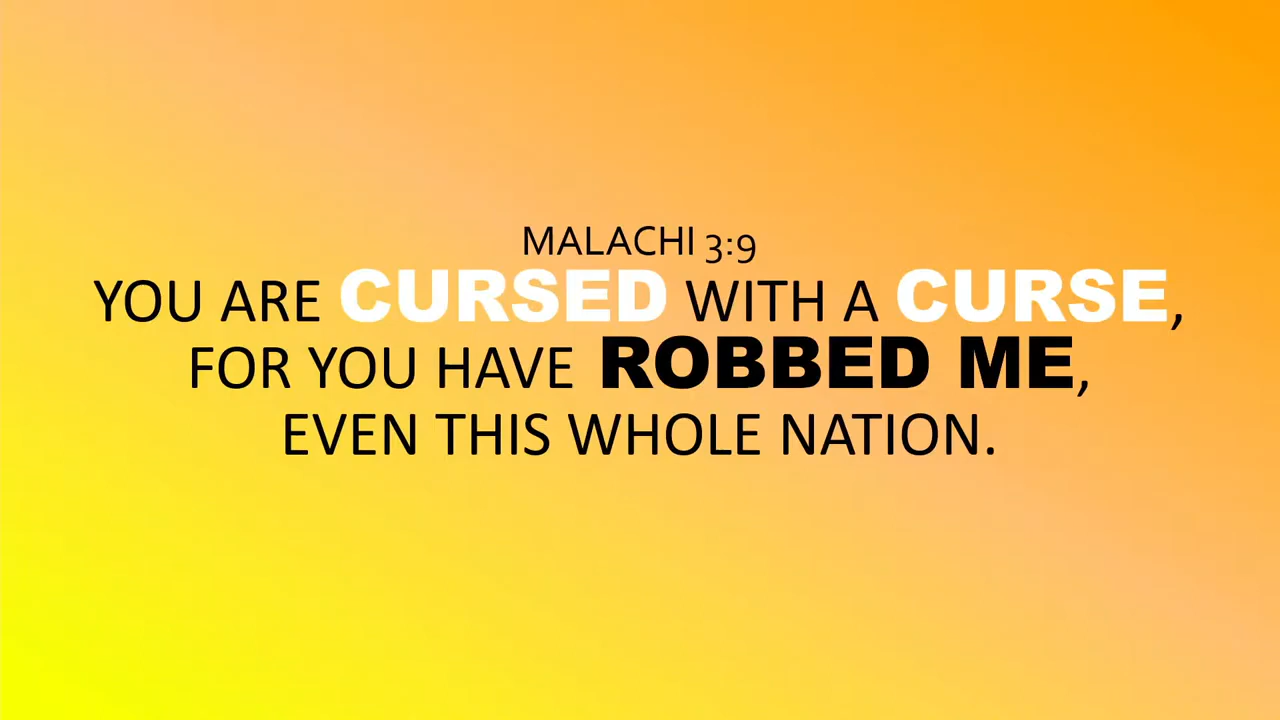 MALACHI 3:9
YOU ARE CURSED WITH A CURSE,
FOR YOU HAVE ROBBED ME,
EVEN THIS WHOLE NATION.